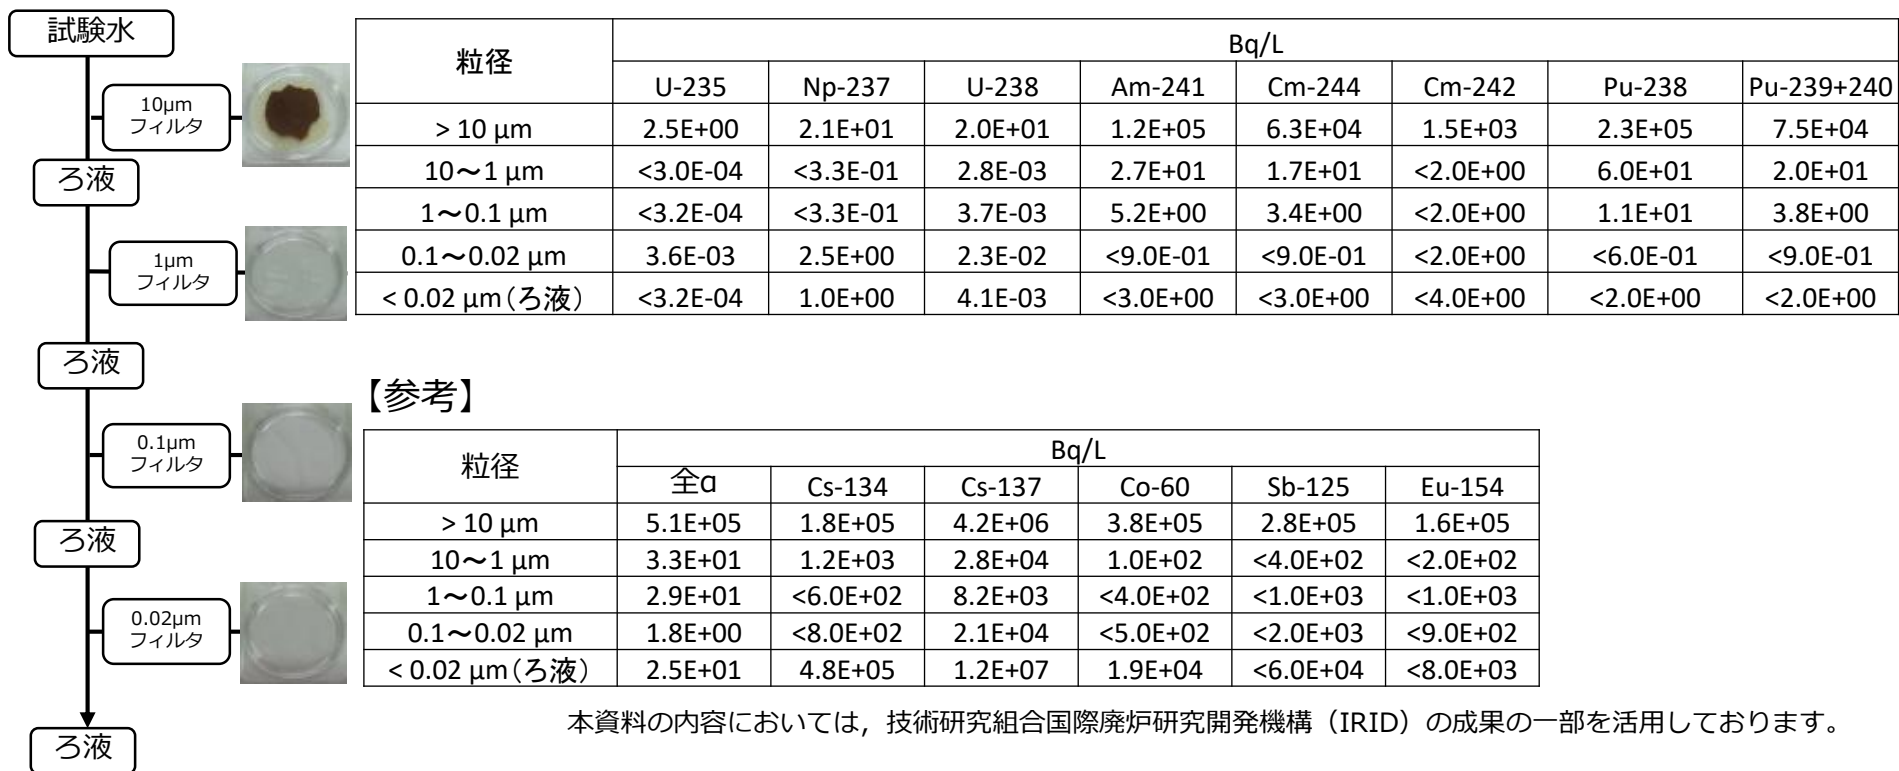 試験水
10µm
フィルタ
ろ液
1µm
フィルタ
ろ液
0.1µm
フィルタ
ろ液
0.02µm
フィルタ
ろ液
粒径 Bq/L
U-235 Np-237 U-238 Am-241 Cm-244 Cm-242 Pu-238 Pu-239+240
> 10 µm 2.5E+00 2.1E+01 2.0E+01 1.2E+05 6.3E+04 1.5E+03 2.3E+05 7.5E+04
10～1 µm <3.0E-04 <3.3E-01 2.8E-03 2.7E+01 1.7E+01 <2.0E+00 6.0E+01 2.0E+01
1～0.1 µm <3.2E-04 <3.3E-01 3.7E-03 5.2E+00 3.4E+00 <2.0E+00 1.1E+01 3.8E+00
0.1～0.02 µm 3.6E-03 2.5E+00 2.3E-02 <9.0E-01 <9.0E-01 <2.0E+00 <6.0E-01 <9.0E-01
< 0.02 µm（ろ液） <3.2E-04 1.0E+00 4.1E-03 <3.0E+00 <3.0E+00 <4.0E+00 <2.0E+00 <2.0E+00
【参考】
粒径 Bq/L
全α Cs-134 Cs-137 Co-60 Sb-125 Eu-154
> 10 µm 5.1E+05 1.8E+05 4.2E+06 3.8E+05 2.8E+05 1.6E+05
10～1 µm 3.3E+01 1.2E+03 2.8E+04 1.0E+02 <4.0E+02 <2.0E+02
1～0.1 µm 2.9E+01 <6.0E+02 8.2E+03 <4.0E+02 <1.0E+03 <1.0E+03
0.1～0.02 µm 1.8E+00 <8.0E+02 2.1E+04 <5.0E+02 <2.0E+03 <9.0E+02
< 0.02 µm（ろ液） 2.5E+01 4.8E+05 1.2E+07 1.9E+04 <6.0E+04 <8.0E+03
本資料の内容においては，技術研究組合国際廃炉研究開発機構（IRID）の成果の一部を活用しております。